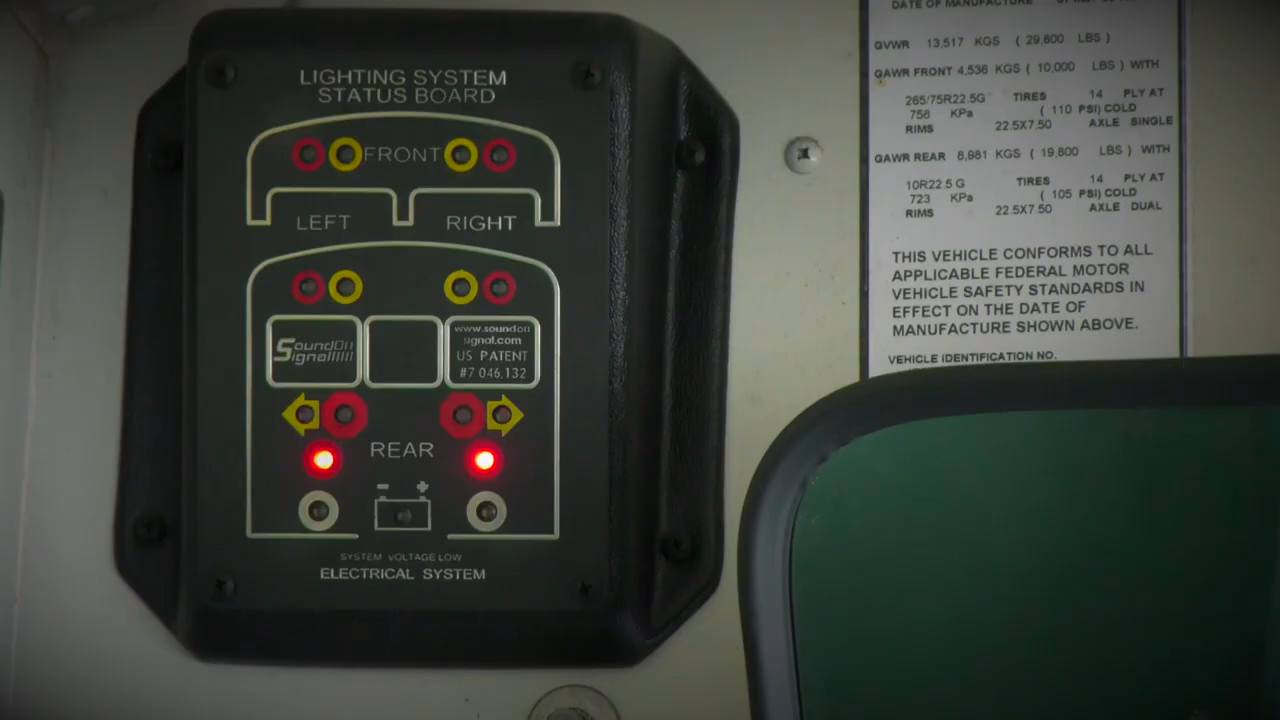 LIGHTING SYSTEM
STATUS BOARD
FRONT
LEFT RIGHT
SoundOff
Signal
www.soundoff
signal.com
US PATENT
#7 046,132
REAR
- +
SYSTEM VOLTAGE LOW
ELECTRICAL SYSTEM
DATE OF MANUFACTURE
GVWR 13,517 KGS ( 29,800 LBS )
GAWR FRONT 4,536 KGS ( 10,000 LBS ) WITH
265/75R22.5G TIRES 14 PLY AT
758 KPa ( 110 PSI) COLD
RIMS 22.5X7.50 AXLE SINGLE
GAWR REAR 8,981 KGS ( 19,800 LBS ) WITH
10R22.5 G TIRES 14 PLY AT
723 KPa ( 105 PSI) COLD
RIMS 22.5X7.50 AXLE DUAL
THIS VEHICLE CONFORMS TO ALL
APPLICABLE FEDERAL MOTOR
VEHICLE SAFETY STANDARDS IN
EFFECT ON THE DATE OF
MANUFACTURE SHOWN ABOVE.
VEHICLE IDENTIFICATION NO.